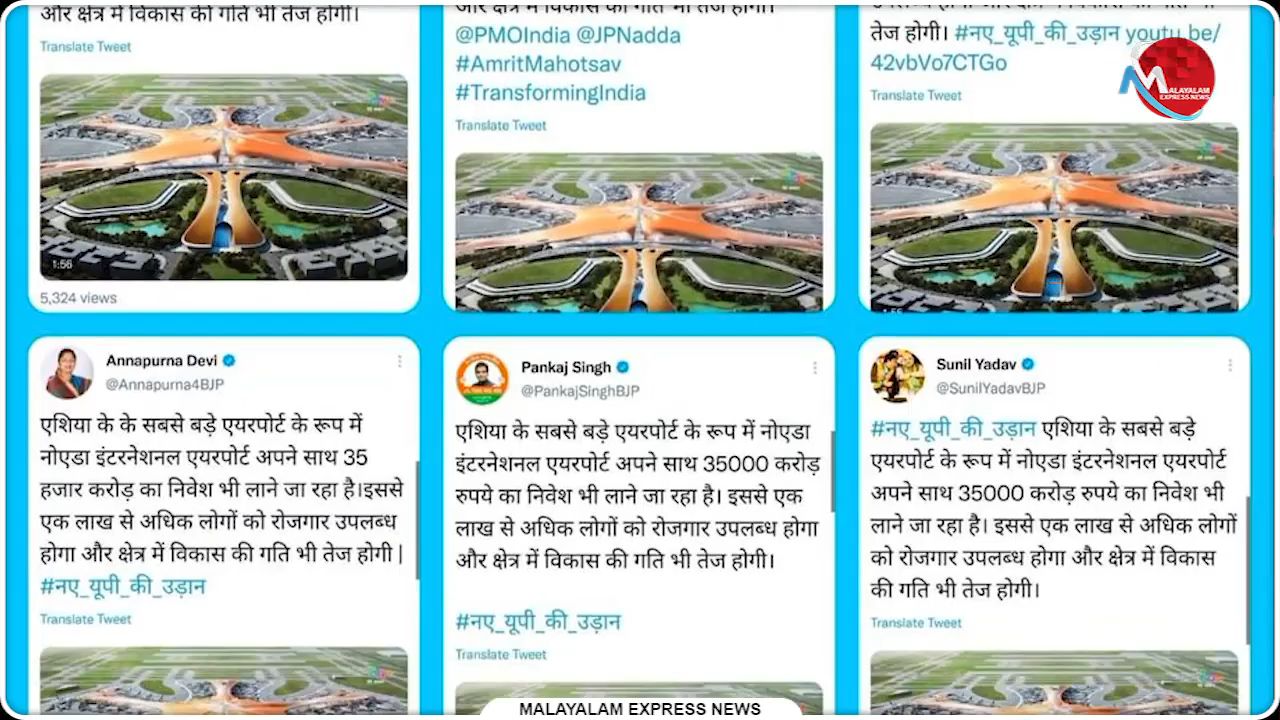 और क्षेत्र में विकास की गति भी तेज होगी।
Translate Tweet
1:56
5,324 views
और क्षेत्र में विकास की गति भी तेज होगी।
@PMOIndia @JPNadda
#AmritMahotsav
#TransformingIndia
Translate Tweet
तेज होगी। #नए_यूपी_की_उड़ान youtu.be/
42vbVo7CTGo
Translate Tweet
MALAYALAM
EXPRESS NEWS
Annapurna Devi
@Annapurna4BJP
एशिया के के सबसे बड़े एयरपोर्ट के रूप में
नोएडा इंटरनेशनल एयरपोर्ट अपने साथ 35
हजार करोड़ का निवेश भी लाने जा रहा है।इससे
एक लाख से अधिक लोगों को रोजगार उपलब्ध
होगा और क्षेत्र में विकास की गति भी तेज होगी |
#नए_यूपी_की_उड़ान
Translate Tweet
Pankaj Singh
@PankajSinghBJP
एशिया के सबसे बड़े एयरपोर्ट के रूप में नोएडा
इंटरनेशनल एयरपोर्ट अपने साथ 35000 करोड़
रुपये का निवेश भी लाने जा रहा है। इससे एक
लाख से अधिक लोगों को रोजगार उपलब्ध होगा
और क्षेत्र में विकास की गति भी तेज होगी।
#नए_यूपी_की_उड़ान
Translate Tweet
Sunil Yadav
@SunilYadavBJP
#नए_यूपी_की_उड़ान एशिया के सबसे बड़े
एयरपोर्ट के रूप में नोएडा इंटरनेशनल एयरपोर्ट
अपने साथ 35000 करोड़ रुपये का निवेश भी
लाने जा रहा है। इससे एक लाख से अधिक लोगों
को रोजगार उपलब्ध होगा और क्षेत्र में विकास
की गति भी तेज होगी।
Translate Tweet
MALAYALAM EXPRESS NEWS